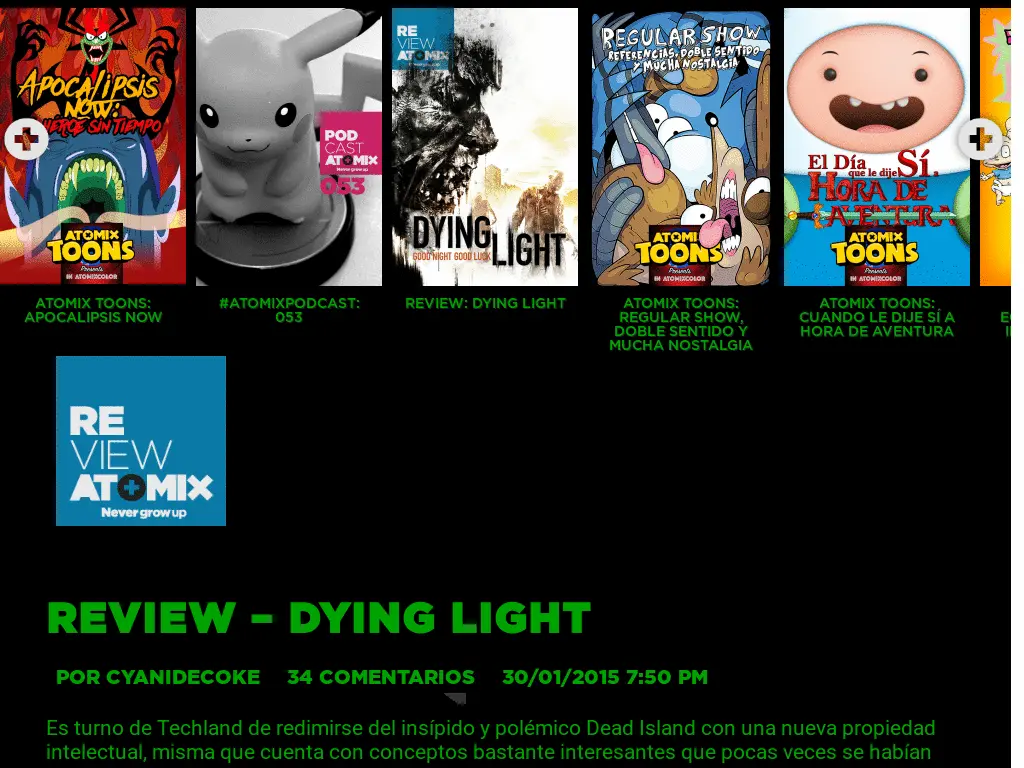 APOCALIPSIS
NOW:
SIN TIEMPO
ATOMIX
TOONS
Presents
IN ATOMIXCOLOR
POD
CAST
ATOMIX
Never grow up
053
RE
VIEW
ATOMIX
DYING
LIGHT
GOOD NIGHT GOOD LUCK
REGULAR SHOW
REFERENCIAS, DOBLE SENTIDO
Y MUCHA NOSTALGIA
ATOMIX
TOONS
Presents
IN ATOMIXCOLOR
El Día
que le dije Sí.
a
HORA DE
AVENTURA
ATOMIX
TOONS
Presents
IN ATOMIXCOLOR
ATOMIX TOONS:
APOCALIPSIS NOW
#ATOMIXPODCAST:
053
REVIEW: DYING LIGHT
ATOMIX TOONS:
REGULAR SHOW,
DOBLE SENTIDO Y
MUCHA NOSTALGIA
ATOMIX TOONS:
CUANDO LE DIJE SÍ A
HORA DE AVENTURA
RE
VIEW
ATOMIX
Never grow up
REVIEW – DYING LIGHT
POR CYANIDECOKE 34 COMENTARIOS 30/01/2015 7:50 PM
Es turno de Techland de redimirse del insípido y polémico Dead Island con una nueva propiedad
intelectual, misma que cuenta con conceptos bastante interesantes que pocas veces se habían